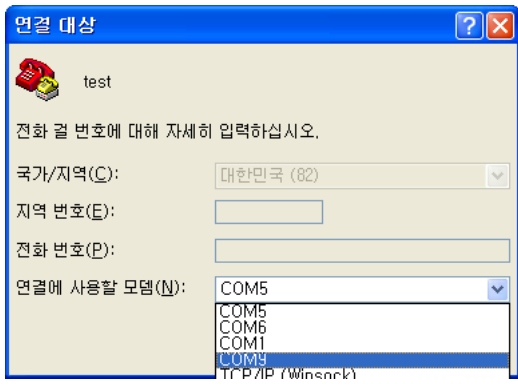 연결 대상
test
전화 걸 번호에 대해 자세히 입력하십시오.
국가/지역(C): 대한민국 (82)
지역 번호(E):
전화 번호(P):
연결에 사용할 모뎀(N): COM5
COM5
COM6
COM1
COM9
TCP/IP (Winsock)